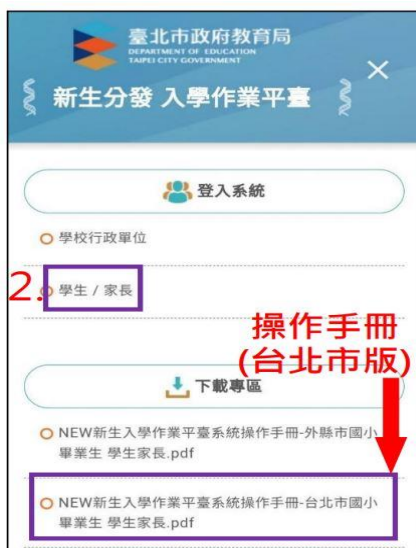 臺北市政府教育局
DEPARTMENT OF EDUCATION
TAIPEI CITY GOVERNMENT
新生分發 入學作業平臺
登入系統
學校行政單位
2.
學生 / 家長
操作手冊
(台北市版)
下載專區
NEW新生入學作業平臺系統操作手冊-外縣市國小
畢業生 學生家長.pdf
NEW新生入學作業平臺系統操作手冊-台北市國小
畢業生 學生家長.pdf